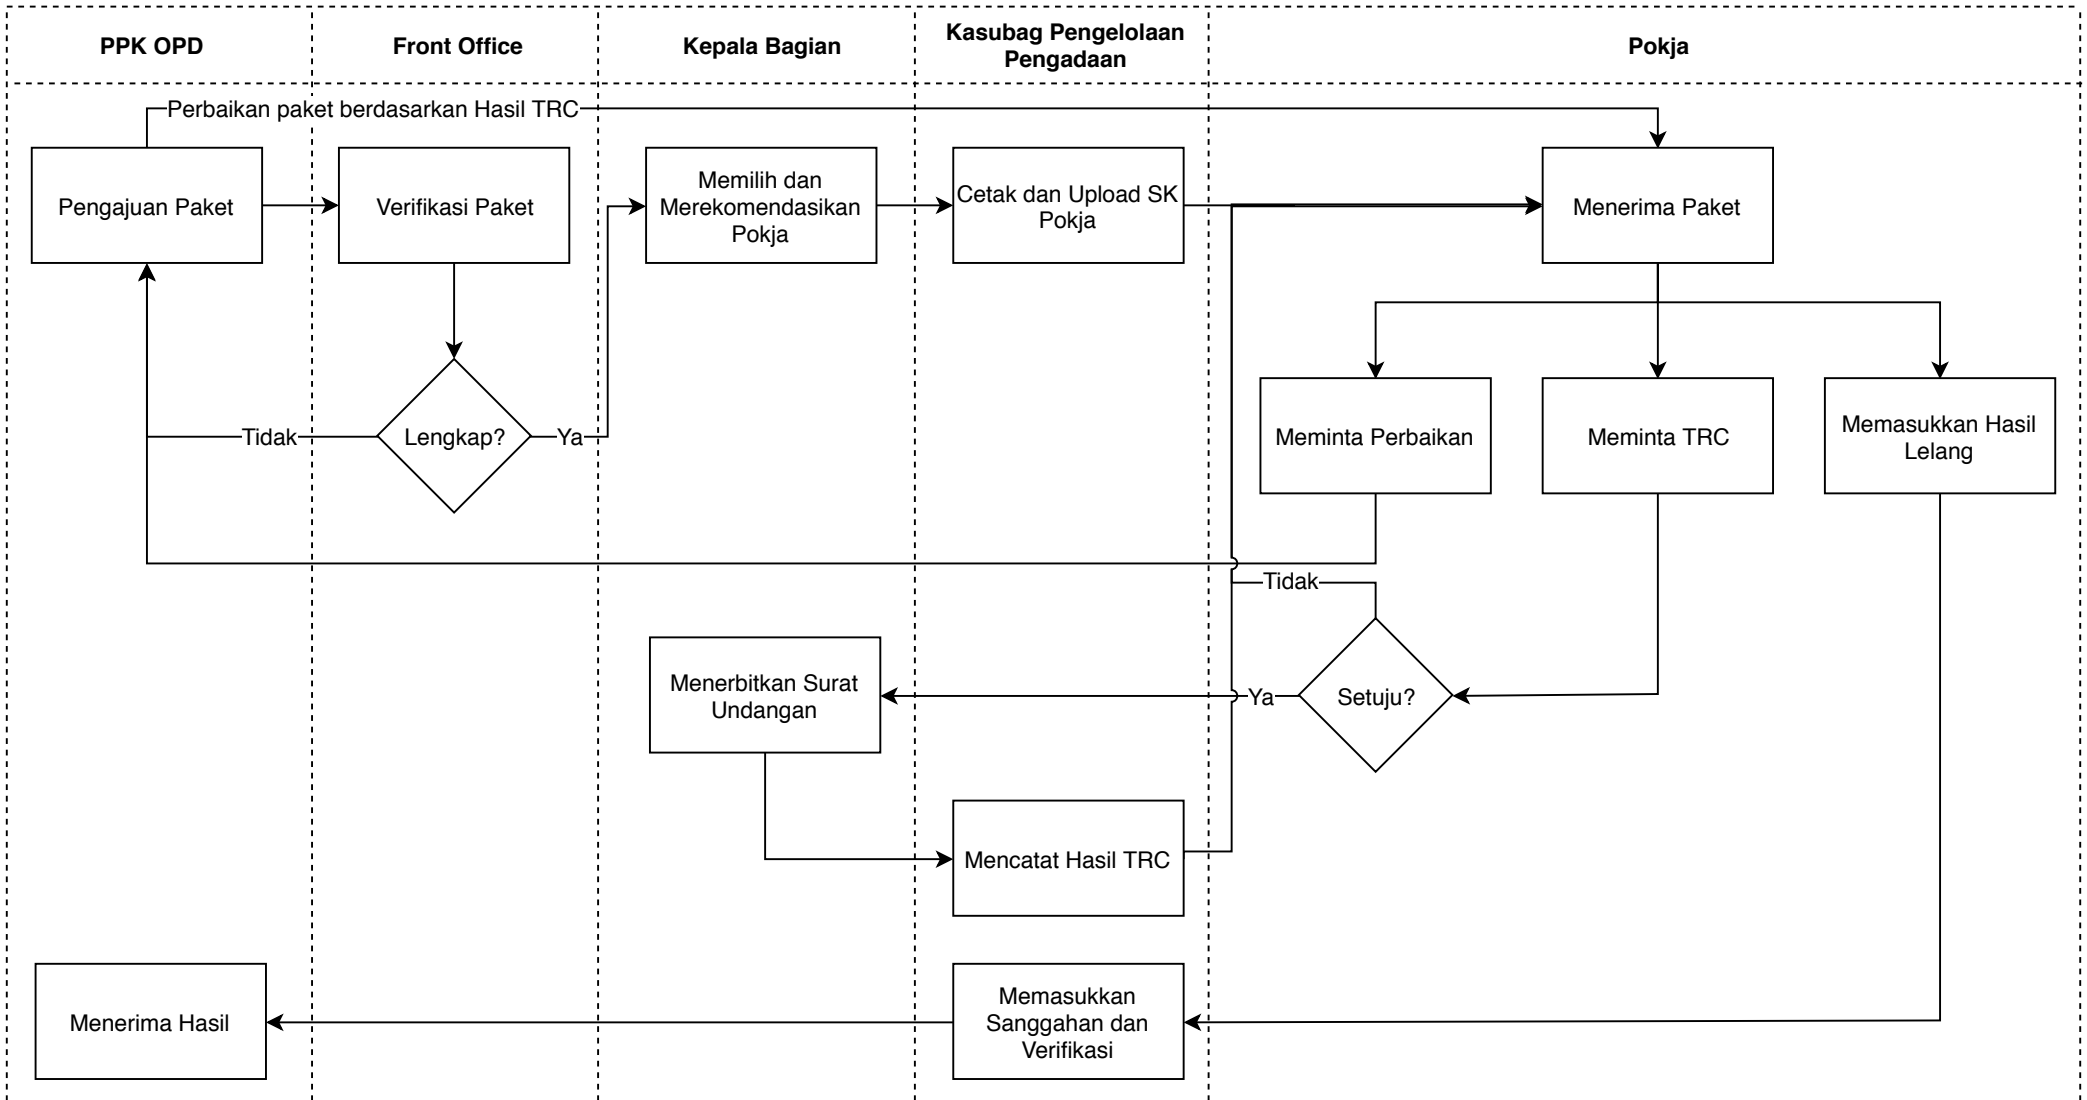 PPK OPD
Front Office
Kepala Bagian
Kasubag Pengelolaan
Pengadaan
Pokja
Perbaikan paket berdasarkan Hasil TRC
Pengajuan Paket
Verifikasi Paket
Memilih dan
Merekomendasikan
Pokja
Cetak dan Upload SK
Pokja
Menerima Paket
Tidak
Lengkap?
Ya
Meminta Perbaikan
Meminta TRC
Memasukkan Hasil
Lelang
Tidak
Menerbitkan Surat
Undangan
Ya
Setuju?
Mencatat Hasil TRC
Menerima Hasil
Memasukkan
Sanggahan dan
Verifikasi